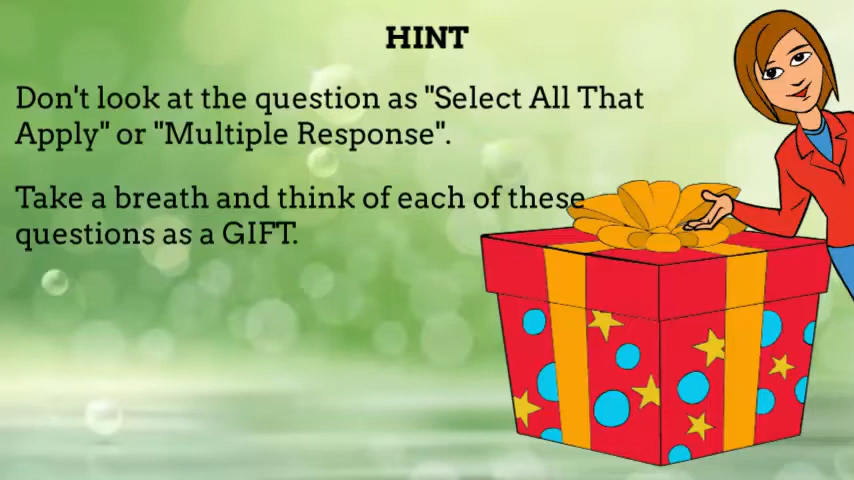 HINT
Don't look at the question as "Select All That
Apply" or "Multiple Response".
Take a breath and think of each of these
questions as a GIFT.